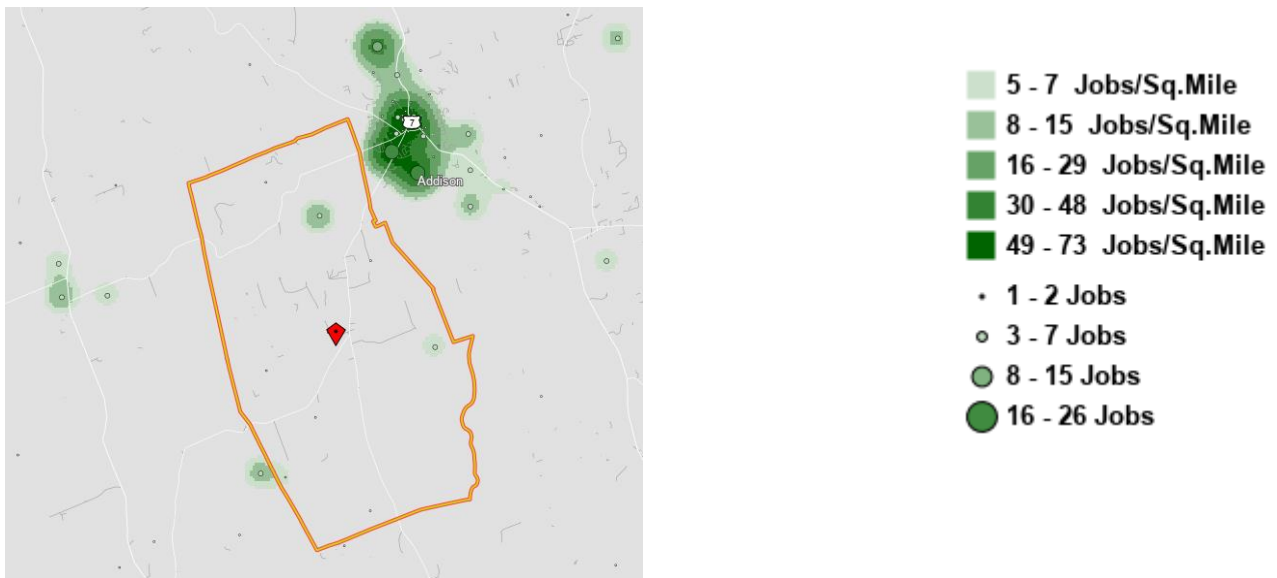 7
Addison
5 - 7 Jobs/Sq.Mile
8 - 15 Jobs/Sq.Mile
16 - 29 Jobs/Sq.Mile
30 - 48 Jobs/Sq.Mile
49 - 73 Jobs/Sq.Mile
1 - 2 Jobs
3 - 7 Jobs
8 - 15 Jobs
16 - 26 Jobs